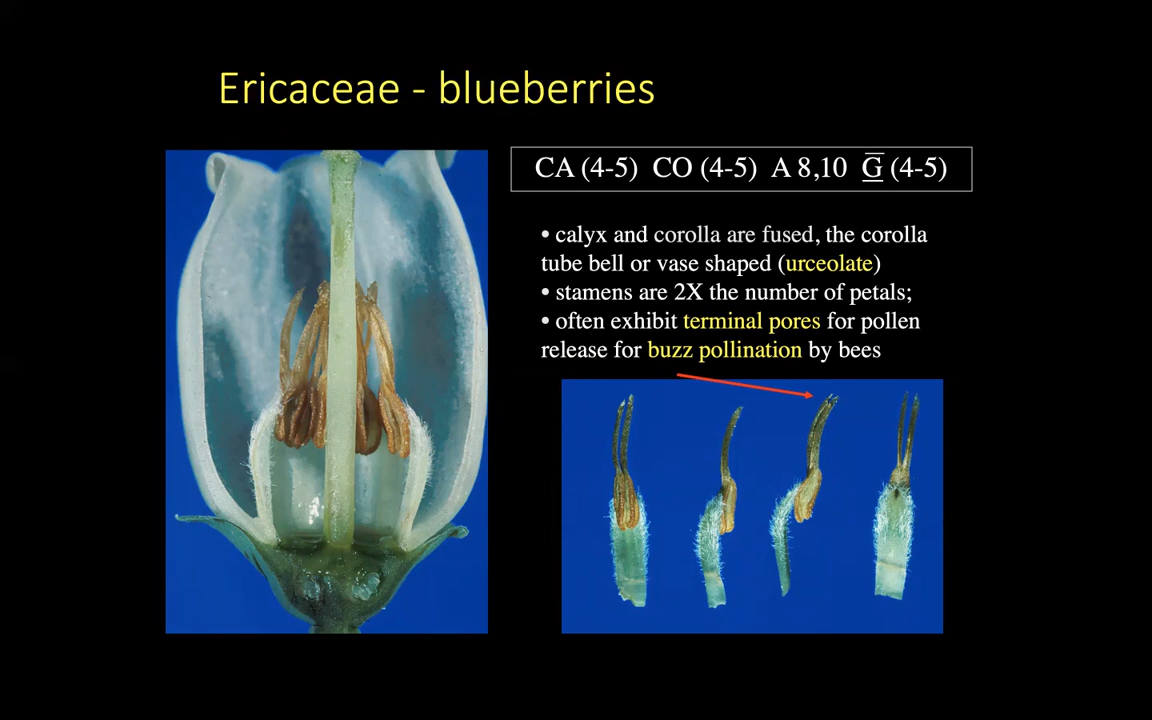 Ericaceae - blueberries
CA (4-5) CO (4-5) A 8,10 G̲̅ (4-5)
• calyx and corolla are fused, the corolla
tube bell or vase shaped (urceolate)
• stamens are 2X the number of petals;
• often exhibit terminal pores for pollen
release for buzz pollination by bees